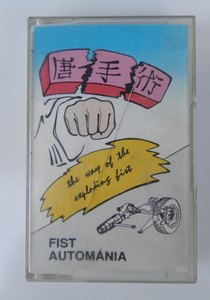 唐手術
the way of the
exploding fist
FIST
AUTOMÁNIA